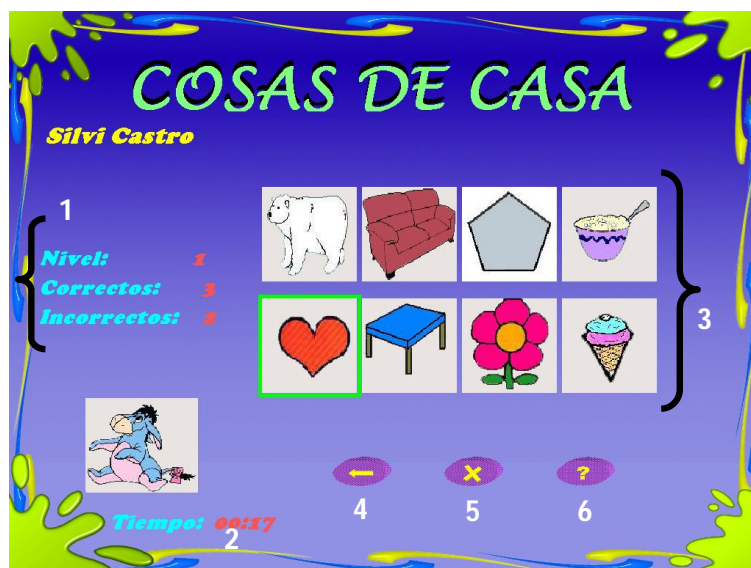 COSAS DE CASA
Silvi Castro
1
Nivel: 1
Correctos: 3
Incorrectos: 2
3
?
4
5
6
Tiempo: 00:17
2